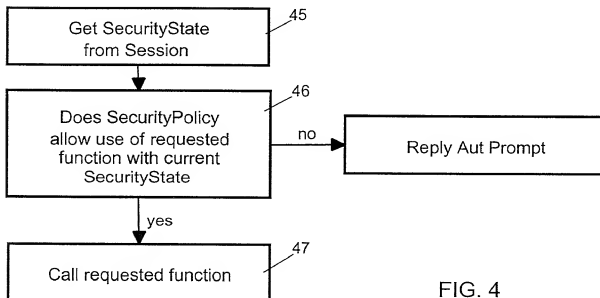 45
Get SecurityState
from Session
46
Does SecurityPolicy
allow use of requested
function with current
SecurityState
no
Reply Aut Prompt
yes
47
Call requested function
FIG. 4